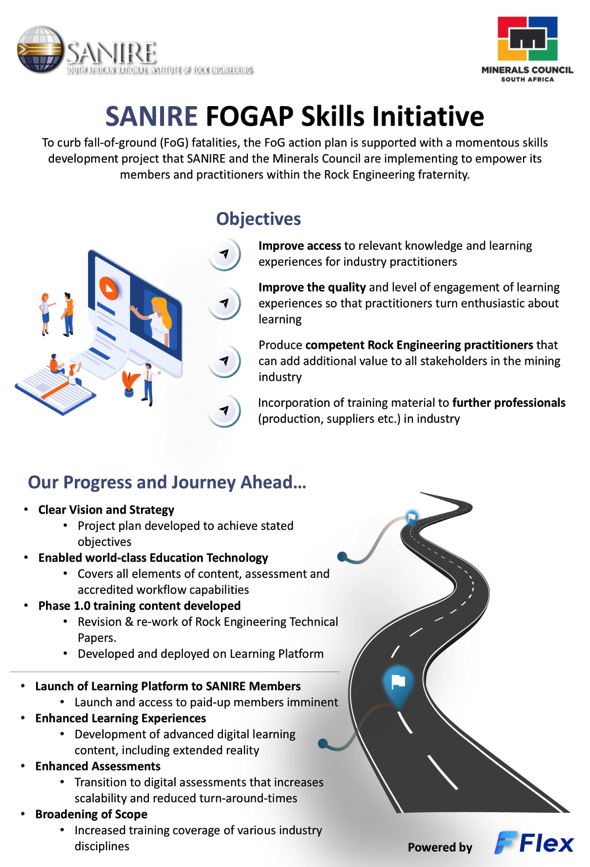 SANIRE
SOUTH AFRICAN NATIONAL INSTITUTE OF ROCK ENGINEERING
MINERALS COUNCIL
SOUTH AFRICA
SANIRE FOGAP Skills Initiative
To curb fall-of-ground (FoG) fatalities, the FoG action plan is supported with a momentous skills
development project that SANIRE and the Minerals Council are implementing to empower its
members and practitioners within the Rock Engineering fraternity.
Objectives
Improve access to relevant knowledge and learning
experiences for industry practitioners
Improve the quality and level of engagement of learning
experiences so that practitioners turn enthusiastic about
learning
Produce competent Rock Engineering practitioners that
can add additional value to all stakeholders in the mining
industry
Incorporation of training material to further professionals
(production, suppliers etc.) in industry
Our Progress and Journey Ahead...
• Clear Vision and Strategy
• Project plan developed to achieve stated
objectives
• Enabled world-class Education Technology
• Covers all elements of content, assessment and
accredited workflow capabilities
• Phase 1.0 training content developed
• Revision & re-work of Rock Engineering Technical
Papers.
• Developed and deployed on Learning Platform
• Launch of Learning Platform to SANIRE Members
• Launch and access to paid-up members imminent
• Enhanced Learning Experiences
• Development of advanced digital learning
content, including extended reality
• Enhanced Assessments
• Transition to digital assessments that increases
scalability and reduced turn-around-times
• Broadening of Scope
• Increased training coverage of various industry
disciplines
Powered by
Flex